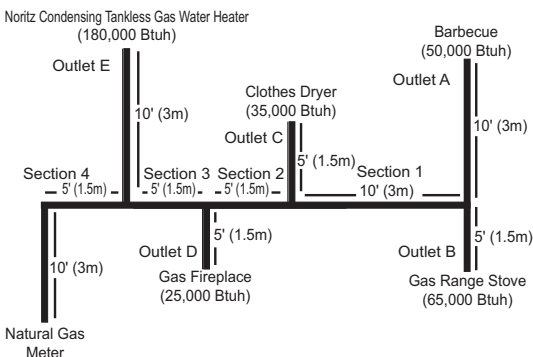 Noritz Condensing Tankless Gas Water Heater
(180,000 Btuh)
Outlet E
10' (3m)
Barbecue
(50,000 Btuh)
Outlet A
10' (3m)
Clothes Dryer
(35,000 Btuh)
Outlet C
5' (1.5m)
Section 4
5' (1.5m)
Section 3
5' (1.5m)
Section 2
5' (1.5m)
Section 1
10' (3m)
10' (3m)
Outlet D
5' (1.5m)
Gas Fireplace
(25,000 Btuh)
Outlet B
5' (1.5m)
Gas Range Stove
(65,000 Btuh)
Natural Gas
Meter